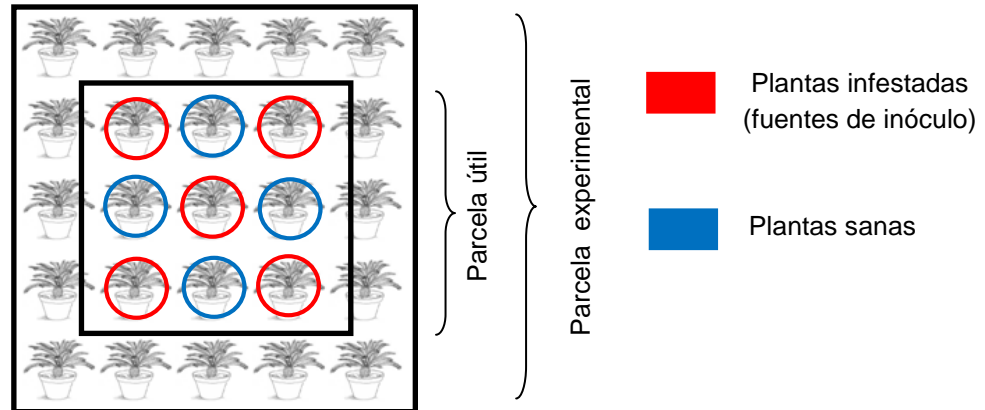 Parcela útil
Parcela experimental
Plantas infestadas
(fuentes de inóculo)
Plantas sanas